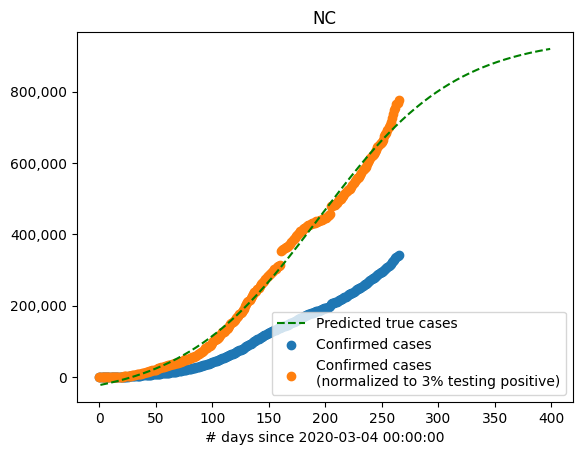 NC
800,000
600,000
400,000
200,000
0
Predicted true cases
Confirmed cases
Confirmed cases
(normalized to 3% testing positive)
0 50 100 150 200 250 300 350 400
# days since 2020-03-04 00:00:00